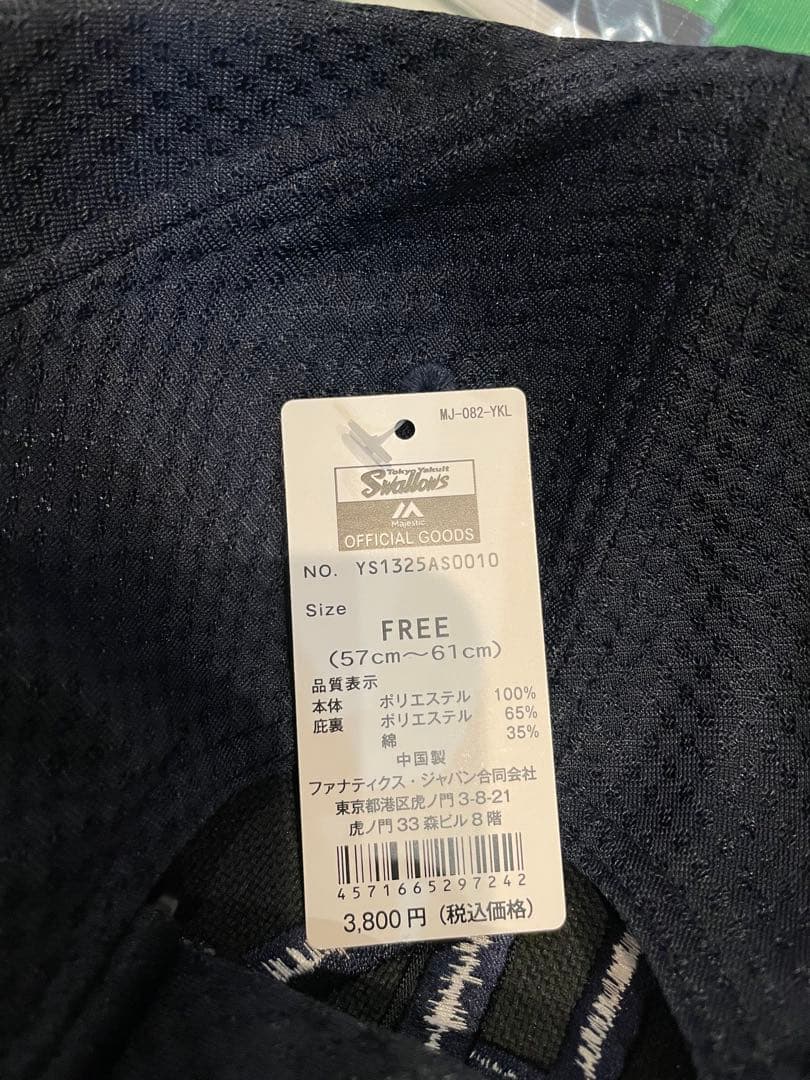 MJ-082-YKL
Tokyo Yakult
Swallows
Majestic
OFFICIAL GOODS
NO. YS1325AS0010
Size
FREE
(57cm～61cm)
品質表示
本体 ポリエステル 100%
庇裏 ポリエステル 65%
綿 35%
中国製
ファナティクス・ジャパン合同会社
東京都港区虎ノ門3-8-21
虎ノ門33森ビル8階
4571665297242
3,800円（税込価格）